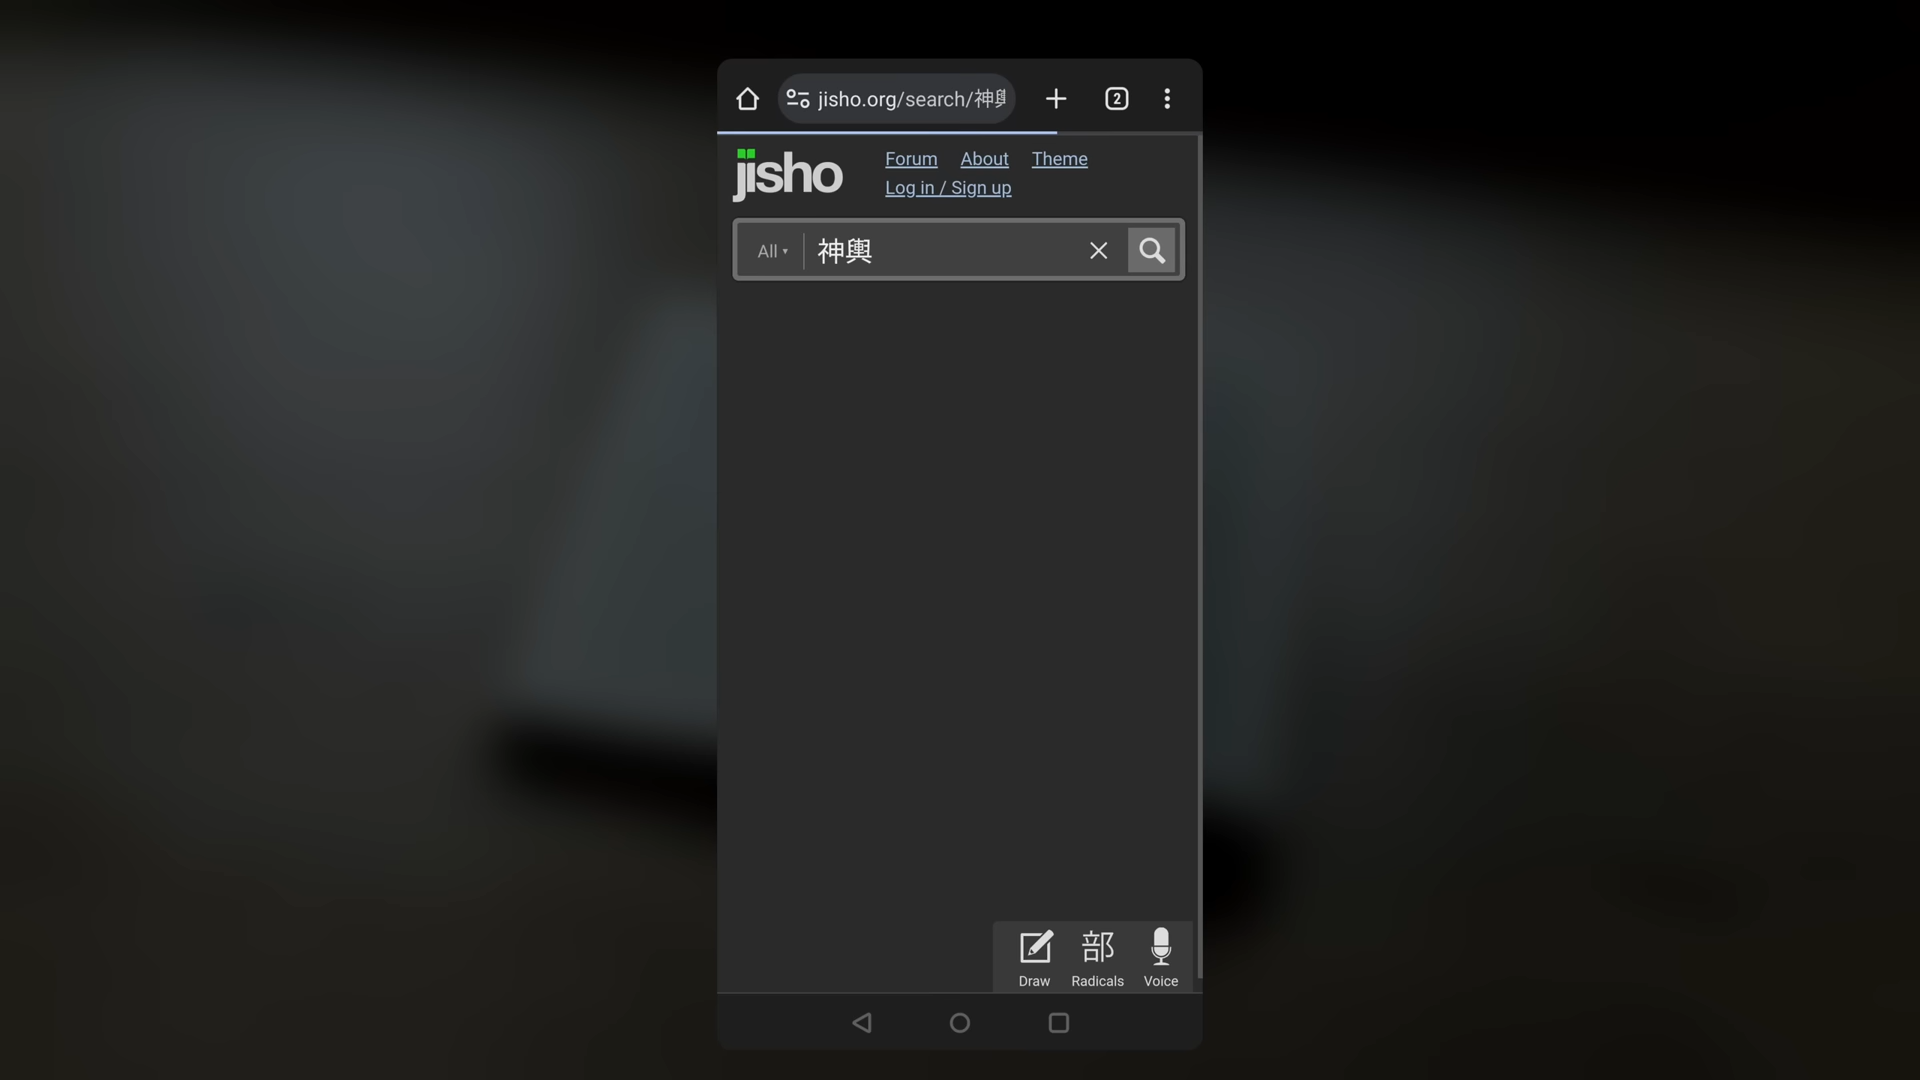 jisho.org/search/神輿
2
jisho
Forum About Theme
Log in / Sign up
All
神輿
部
Draw Radicals Voice